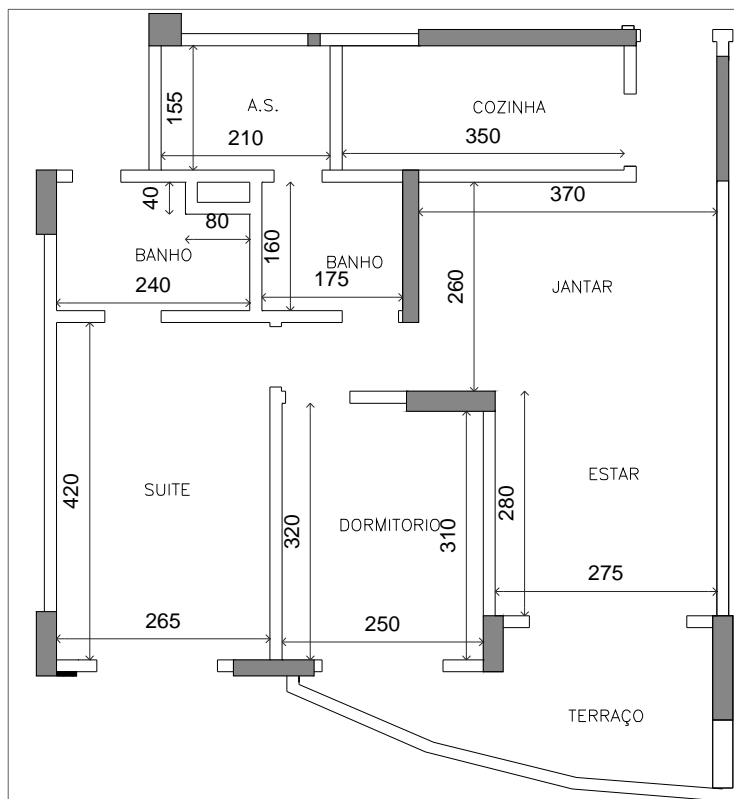 A.S.
COZINHA
155
210
350
40
80
370
BANHO
160
BANHO
240
175
260
JANTAR
SUITE
ESTAR
420
DORMITORIO
320
310
280
275
265
250
TERRAÇO